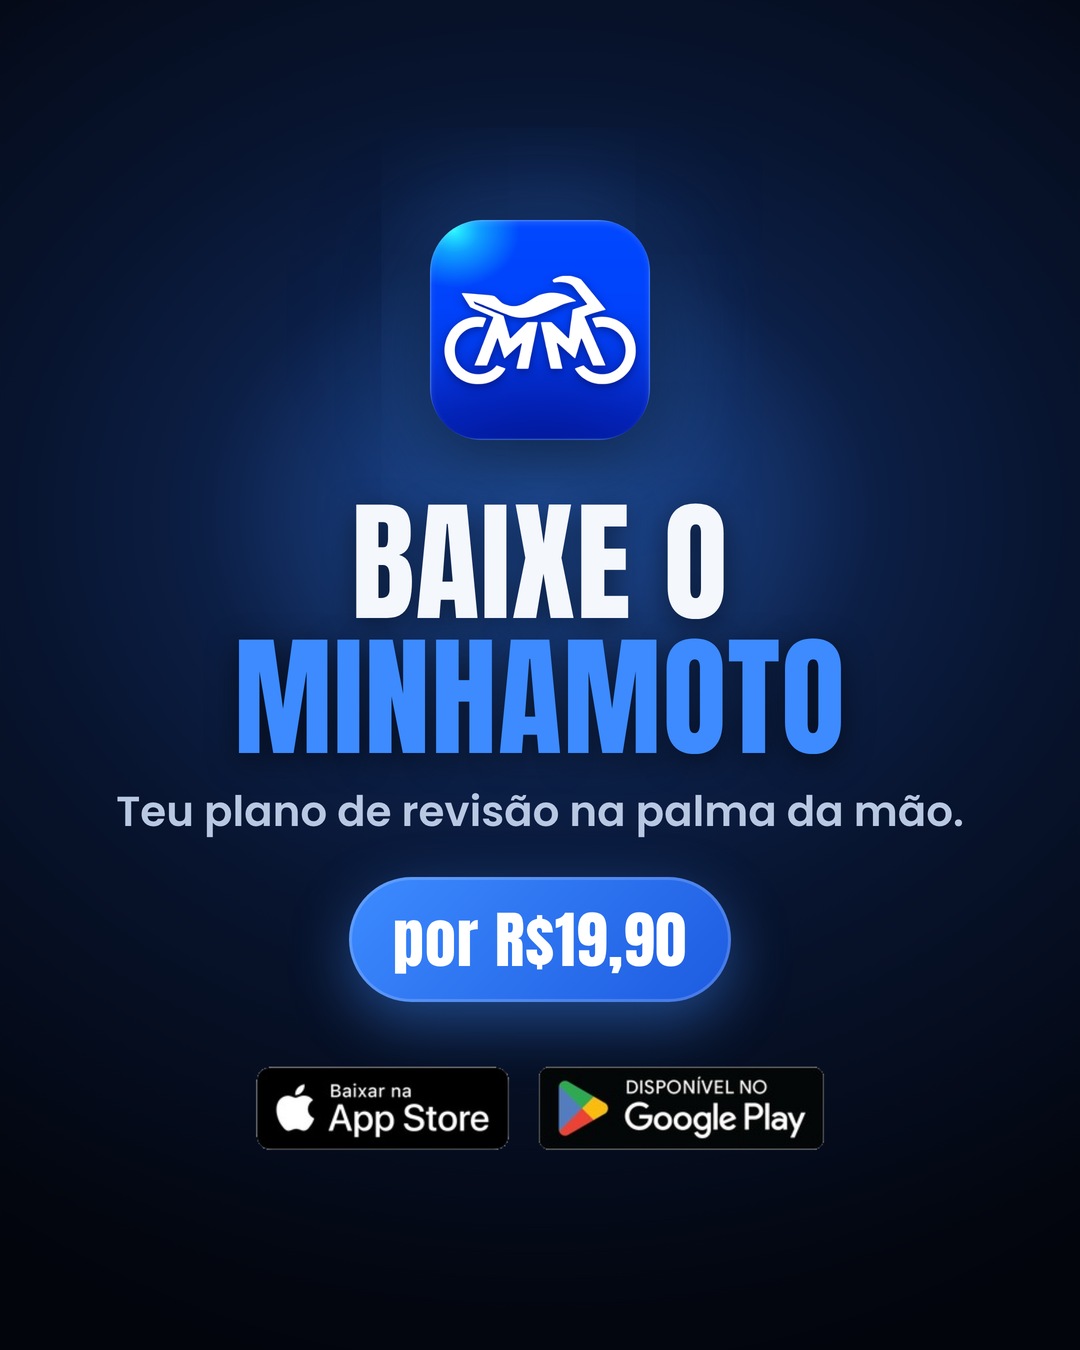 MM
BAIXE O
MINHAMOTO
Teu plano de revisão na palma da mão.
por R$19,90
Baixar na
App Store
DISPONÍVEL NO
Google Play